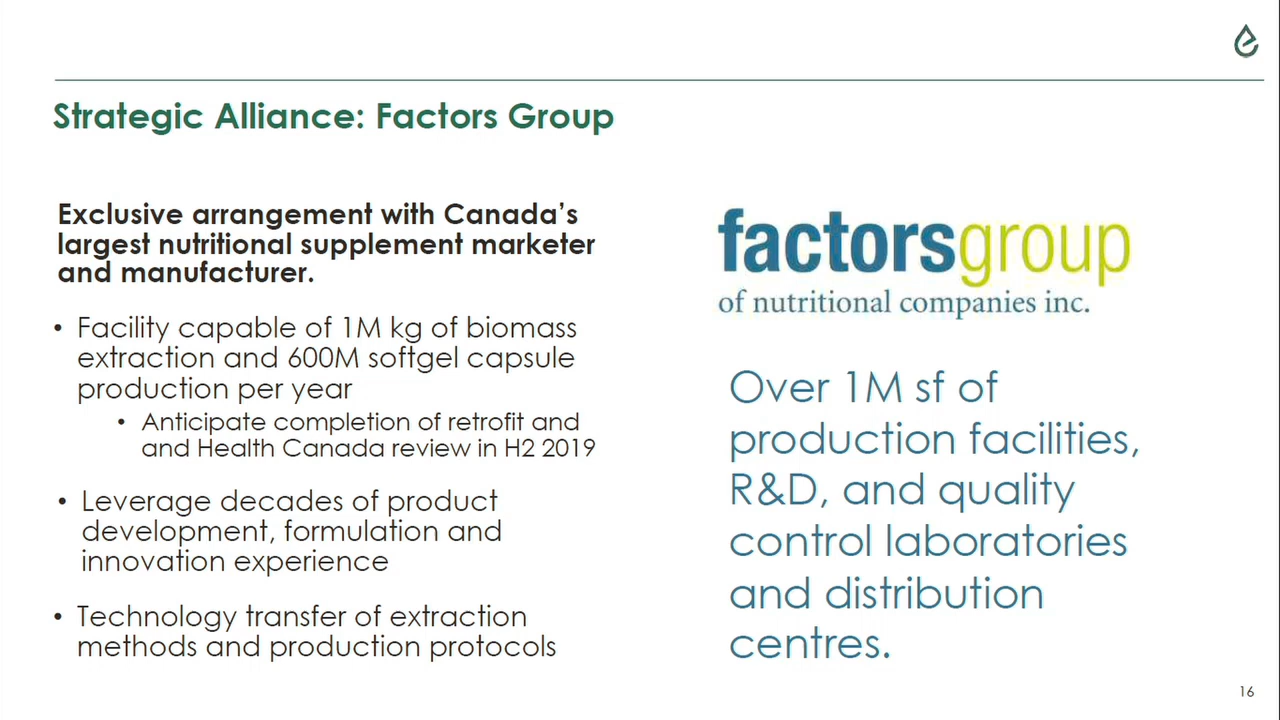 Strategic Alliance: Factors Group
Exclusive arrangement with Canada’s
largest nutritional supplement marketer
and manufacturer.
• Facility capable of 1M kg of biomass
extraction and 600M softgel capsule
production per year
• Anticipate completion of retrofit and
and Health Canada review in H2 2019
• Leverage decades of product
development, formulation and
innovation experience
• Technology transfer of extraction
methods and production protocols
factorsgroup
of nutritional companies inc.
Over 1M sf of
production facilities,
R&D, and quality
control laboratories
and distribution
centres.
16